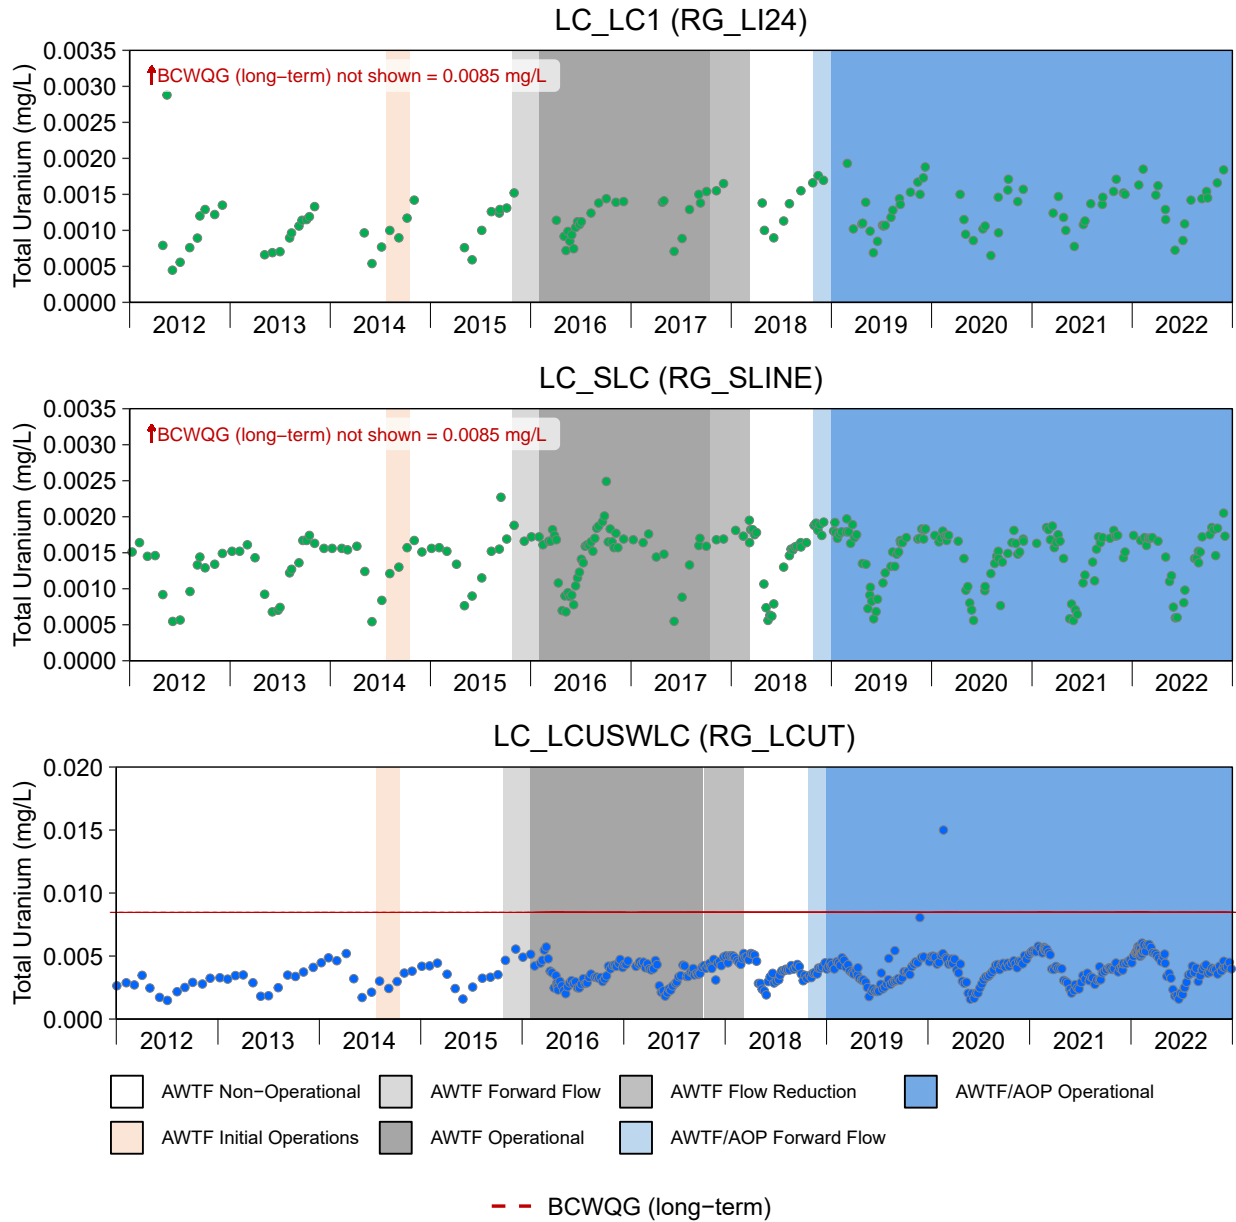 LC_LC1 (RG_LI24)
Total Uranium (mg/L)
0.0035
0.0030
0.0025
0.0020
0.0015
0.0010
0.0005
0.0000
BCWQG (long−term) not shown = 0.0085 mg/L
2012 2013 2014 2015 2016 2017 2018 2019 2020 2021 2022
LC_SLC (RG_SLINE)
Total Uranium (mg/L)
0.0035
0.0030
0.0025
0.0020
0.0015
0.0010
0.0005
0.0000
BCWQG (long−term) not shown = 0.0085 mg/L
2012 2013 2014 2015 2016 2017 2018 2019 2020 2021 2022
LC_LCUSWLC (RG_LCUT)
Total Uranium (mg/L)
0.020
0.015
0.010
0.005
0.000
2012 2013 2014 2015 2016 2017 2018 2019 2020 2021 2022
AWTF Non−Operational AWTF Forward Flow AWTF Flow Reduction AWTF/AOP Operational
AWTF Initial Operations AWTF Operational AWTF/AOP Forward Flow
BCWQG (long−term)